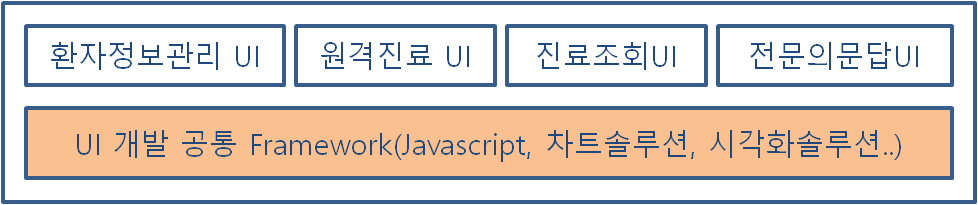 환자정보관리 UI
원격진료 UI
진료조회UI
전문의문답UI
UI 개발 공통 Framework(Javascript, 차트솔루션, 시각화솔루션..)